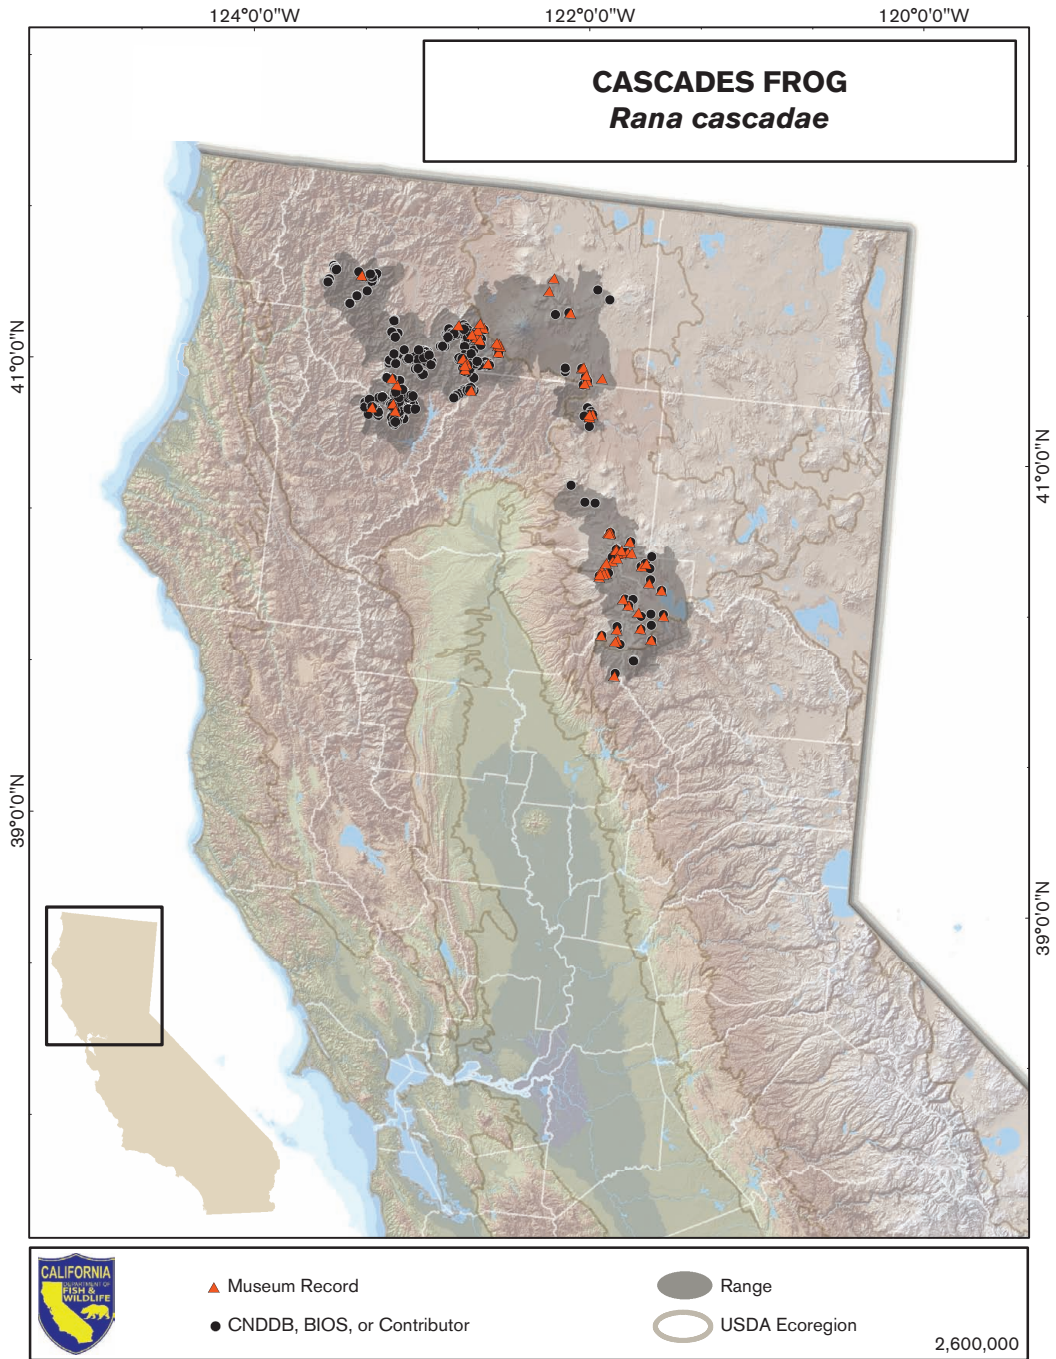 124°0'0"W
122°0'0"W
120°0'0"W
CASCADES FROG
Rana cascadae
41°0'0"N
41°0'0"N
39°0'0"N
39°0'0"N
CALIFORNIA
DEPARTMENT OF
FISH &
WILDLIFE
Museum Record
CNDDB, BIOS, or Contributor
Range
USDA Ecoregion
2,600,000